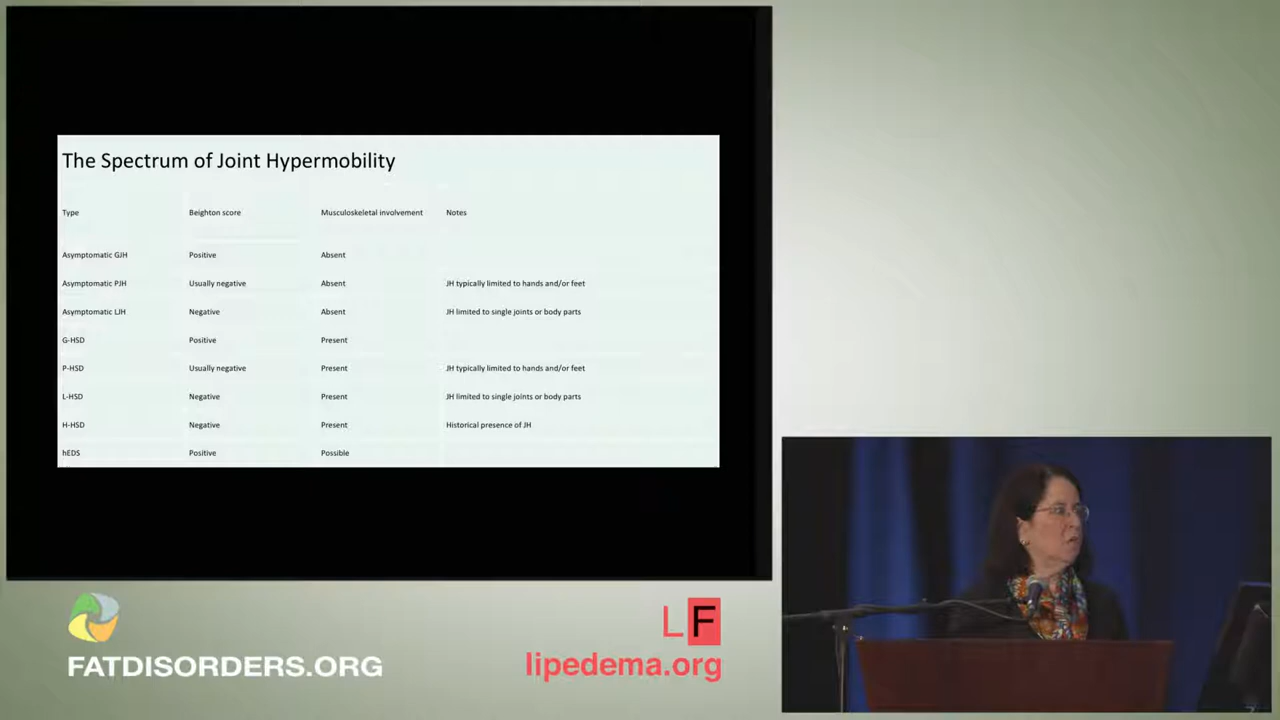 The Spectrum of Joint Hypermobility
Type Beighton score Musculoskeletal involvement Notes
Asymptomatic GJH Positive Absent
Asymptomatic PJH Usually negative Absent JH typically limited to hands and/or feet
Asymptomatic LJH Negative Absent JH limited to single joints or body parts
G-HSD Positive Present
P-HSD Usually negative Present JH typically limited to hands and/or feet
L-HSD Negative Present JH limited to single joints or body parts
H-HSD Negative Present Historical presence of JH
hEDS Positive Possible
LF
FATDISORDERS.ORG
lipedema.org